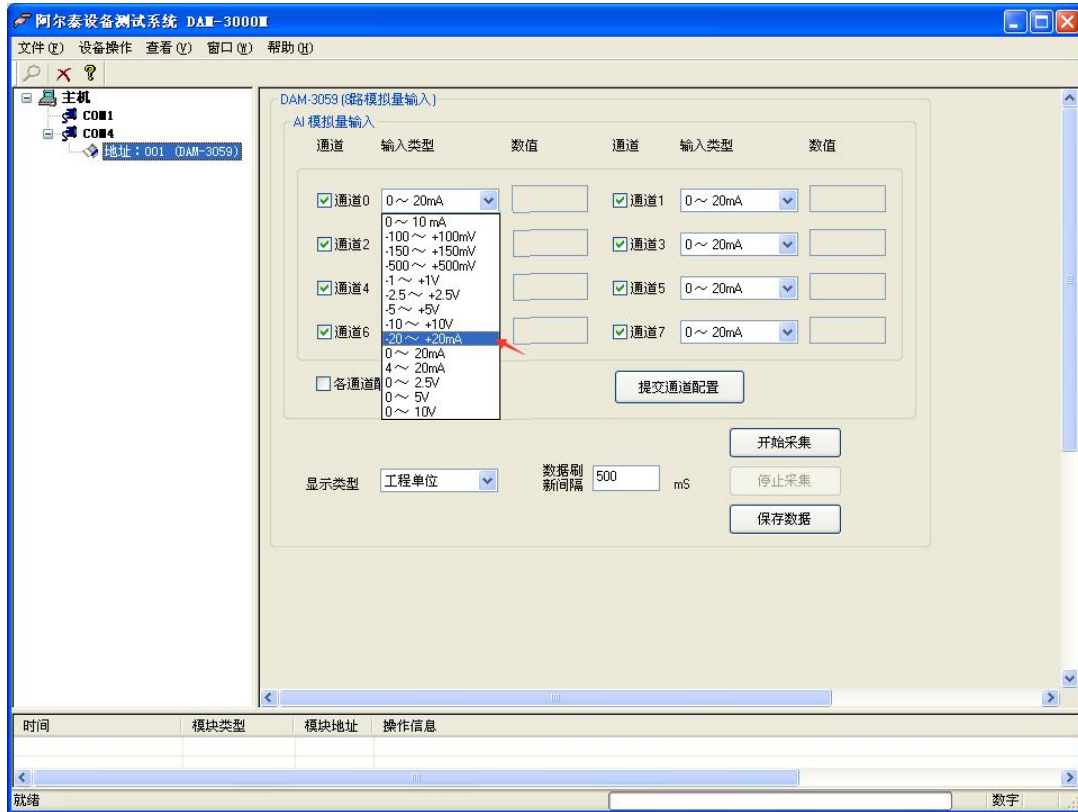 阿尔泰设备测试系统 DAM-3000M
文件(F) 设备操作 查看(V) 窗口(W) 帮助(H)
主机
COM1
COM4
地址：001 (DAM-3059)
DAM-3059 (8路模拟量输入)
AI 模拟量输入
通道 输入类型 数值 通道 输入类型 数值
通道0 0～ 20mA 通道1 0～ 20mA
0～ 10 mA
-100～ +100mV
通道2 通道3 0～ 20mA
-150～ +150mV
-500～ +500mV
-1～ +1V
通道4 通道5 0～ 20mA
-2.5～ +2.5V
-5～ +5V
-10～ +10V
通道6 通道7 0～ 20mA
-20～ +20mA
0～ 20mA
4～ 20mA
各通道 0～ 2.5V 提交通道配置
0～ 5V
0～ 10V
开始采集
显示类型 工程单位 数据刷新间隔 500 mS 停止采集
保存数据
时间 模块类型 模块地址 操作信息
就绪 数字